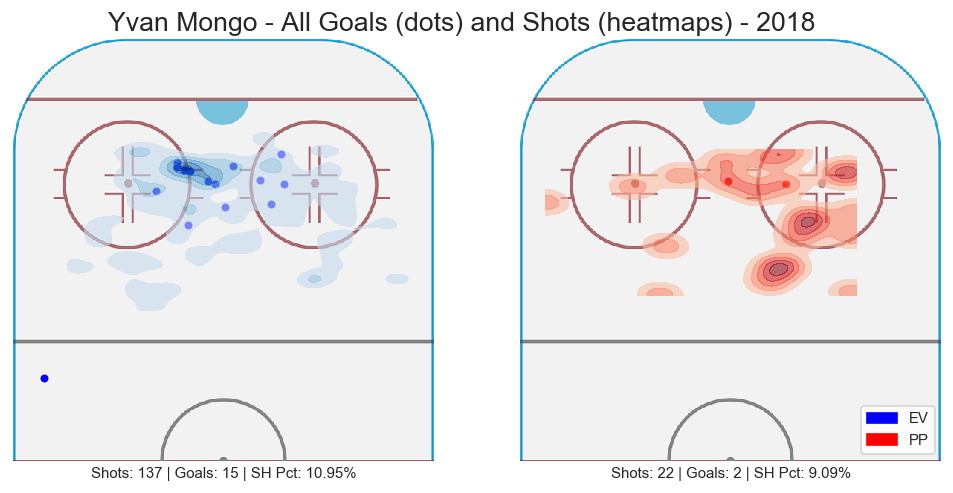 Yvan Mongo - All Goals (dots) and Shots (heatmaps) - 2018
EV
PP
Shots: 137 | Goals: 15 | SH Pct: 10.95%
Shots: 22 | Goals: 2 | SH Pct: 9.09%